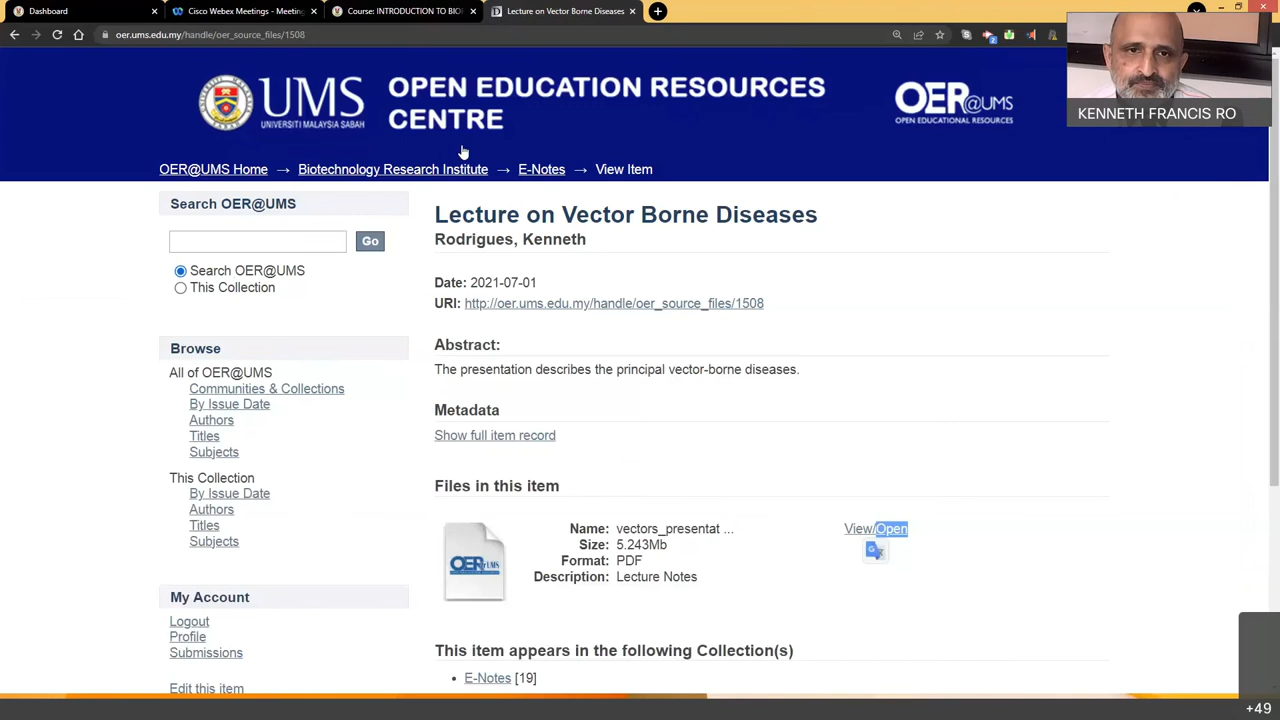 Dashboard
Cisco Webex Meetings - Meetin
Course: INTRODUCTION TO BIO
Lecture on Vector Borne Diseases
oer.ums.edu.my/handle/oer_source_files/1508
2
KENNETH FRANCIS RO
UMS
UNIVERSITI MALAYSIA SABAH
OPEN EDUCATION RESOURCES
CENTRE
OER@UMS
OPEN EDUCATIONAL RESOURCES
OER@UMS Home → Biotechnology Research Institute → E-Notes → View Item
Search OER@UMS
Go
Search OER@UMS
This Collection
Browse
All of OER@UMS
Communities & Collections
By Issue Date
Authors
Titles
Subjects
This Collection
By Issue Date
Authors
Titles
Subjects
My Account
Logout
Profile
Submissions
Edit this item
Lecture on Vector Borne Diseases
Rodrigues, Kenneth
Date: 2021-07-01
URI: http://oer.ums.edu.my/handle/oer_source_files/1508
Abstract:
The presentation describes the principal vector-borne diseases.
Metadata
Show full item record
Files in this item
Name: vectors_presentat ...
Size: 5.243Mb
Format: PDF
Description: Lecture Notes
View/Open
This item appears in the following Collection(s)
• E-Notes [19]
+49